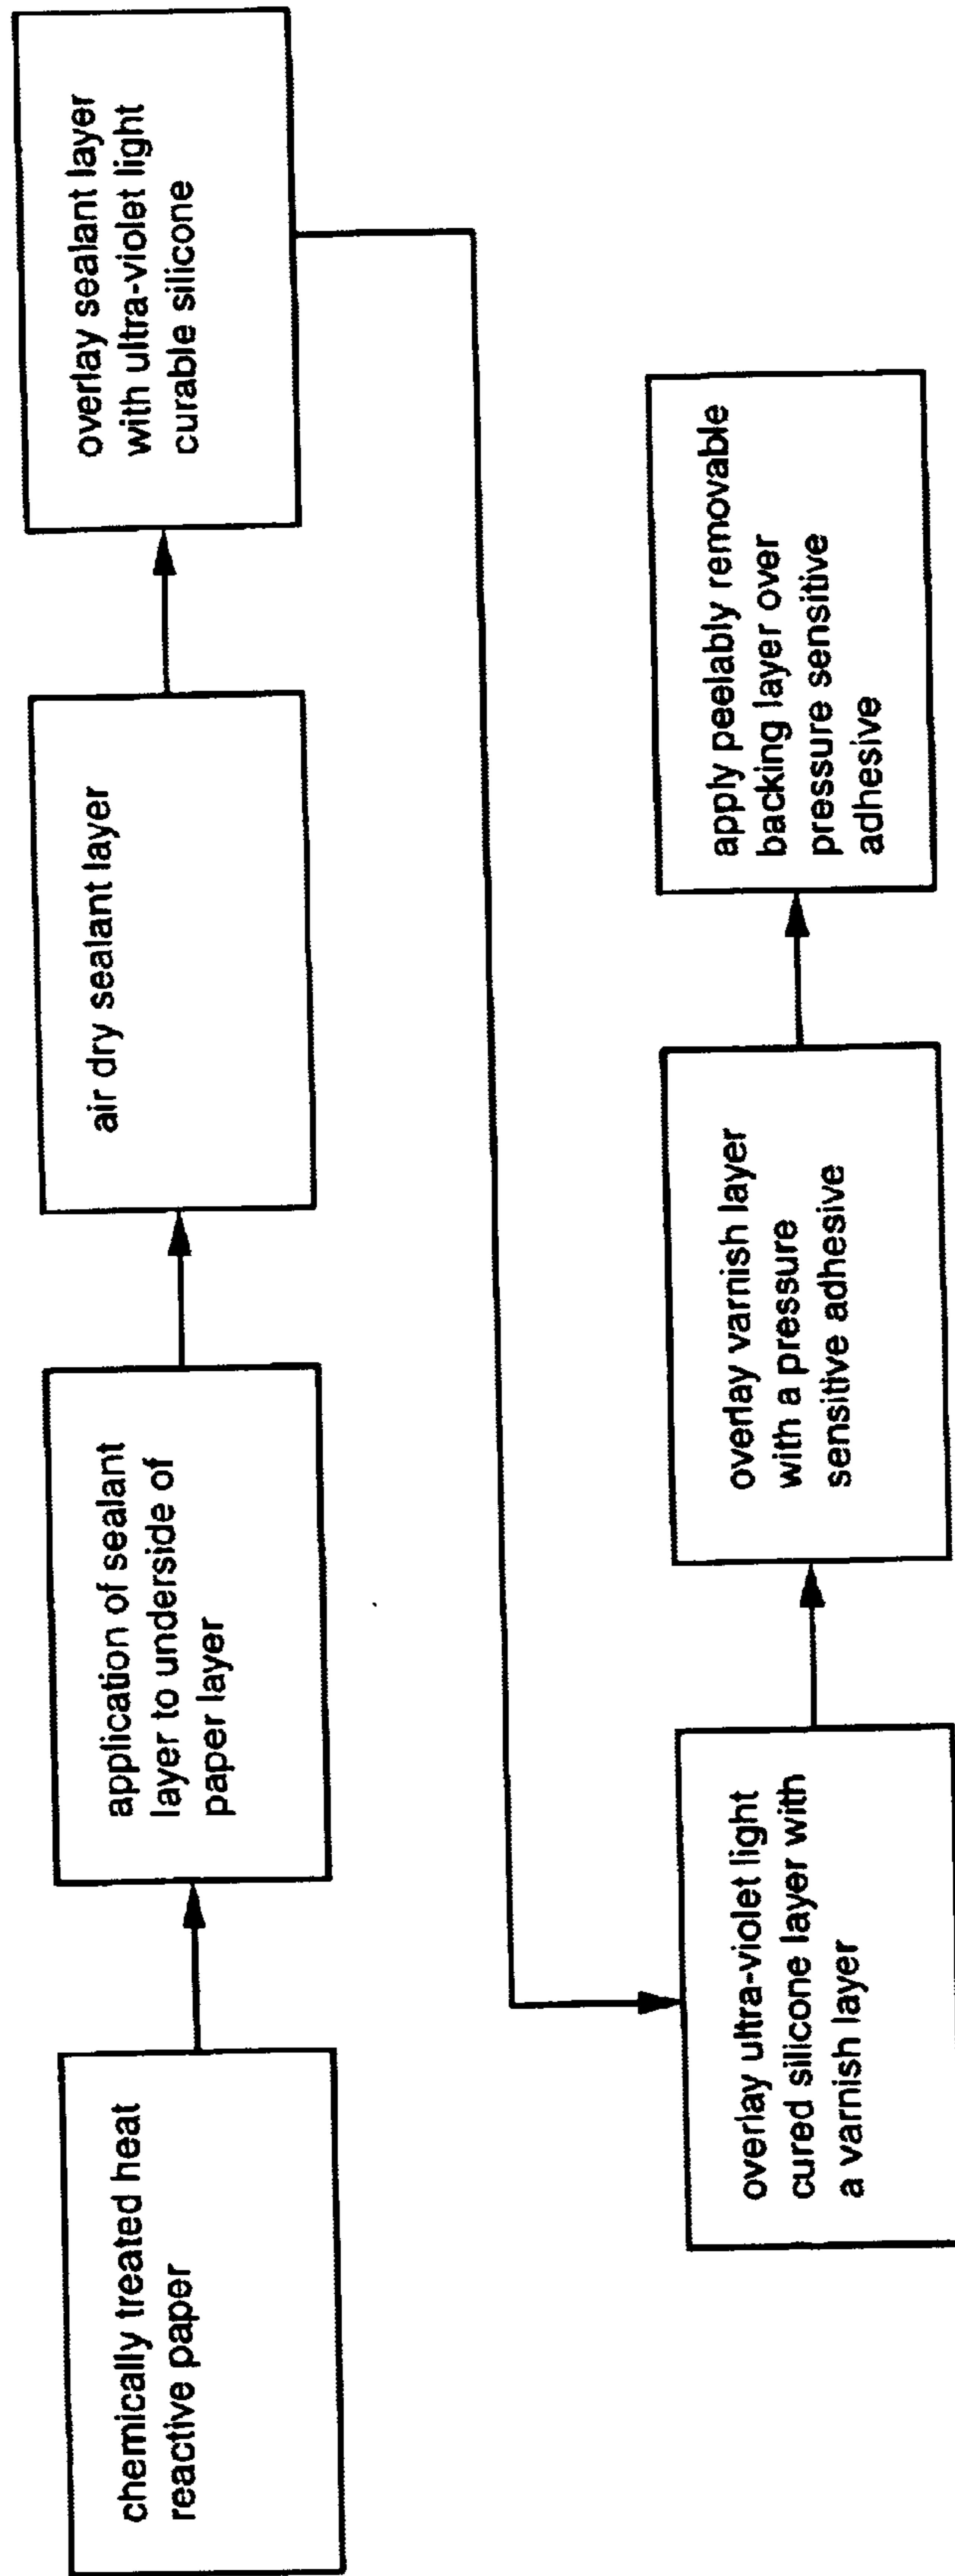 chemically treated heat
reactive paper
application of sealant
layer to underside of
paper layer
air dry sealant layer
overlay sealant layer
with ultra-violet light
curable silicone
overlay ultra-violet light
cured silicone layer with
a varnish layer
overlay varnish layer
with a pressure
sensitive adhesive
apply peelably removable
backing layer over
pressure sensitive
adhesive